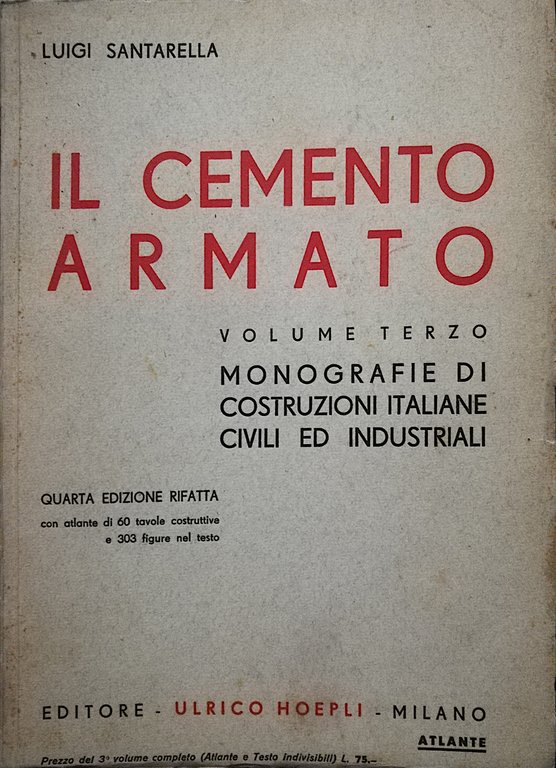 LUIGI SANTARELLA
IL CEMENTO
ARMATO
VOLUME TERZO
MONOGRAFIE DI
COSTRUZIONI ITALIANE
CIVILI ED INDUSTRIALI
QUARTA EDIZIONE RIFATTA
con atlante di 60 tavole costruttive
e 303 figure nel testo
EDITORE - ULRICO HOEPLI - MILANO
ATLANTE
Prezzo del 3° volume completo (Atlante e Testo indivisibili) L. 75.—